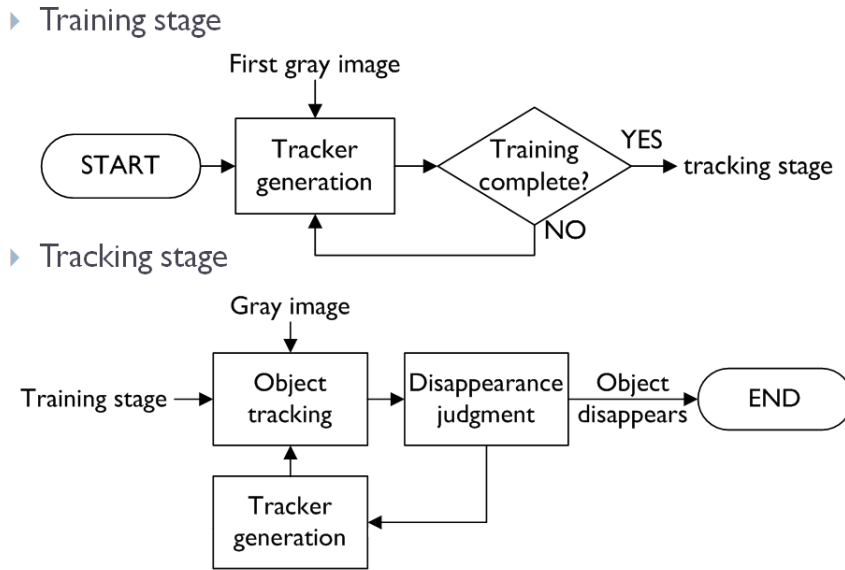 Training stage
First gray image
START
Tracker
generation
Training
complete?
YES
tracking stage
NO
Tracking stage
Gray image
Training stage
Object
tracking
Disappearance
judgment
Object
disappears
END
Tracker
generation